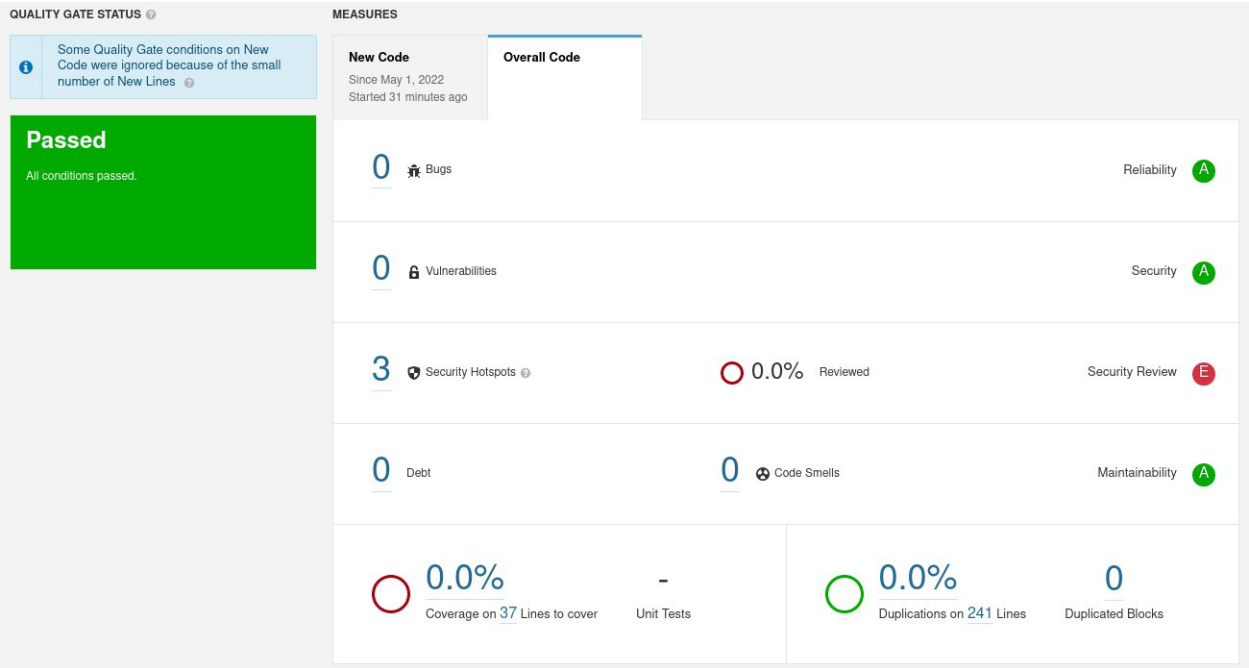 QUALITY GATE STATUS
MEASURES
Some Quality Gate conditions on New
Code were ignored because of the small
number of New Lines
Passed
All conditions passed.
New Code
Since May 1, 2022
Started 31 minutes ago
Overall Code
0 Bugs
Reliability A
0 Vulnerabilities
Security A
3 Security Hotspots
0.0% Reviewed
Security Review E
0 Debt
0 Code Smells
Maintainability A
0.0%
Coverage on 37 Lines to cover
-
Unit Tests
0.0%
Duplications on 241 Lines
0
Duplicated Blocks